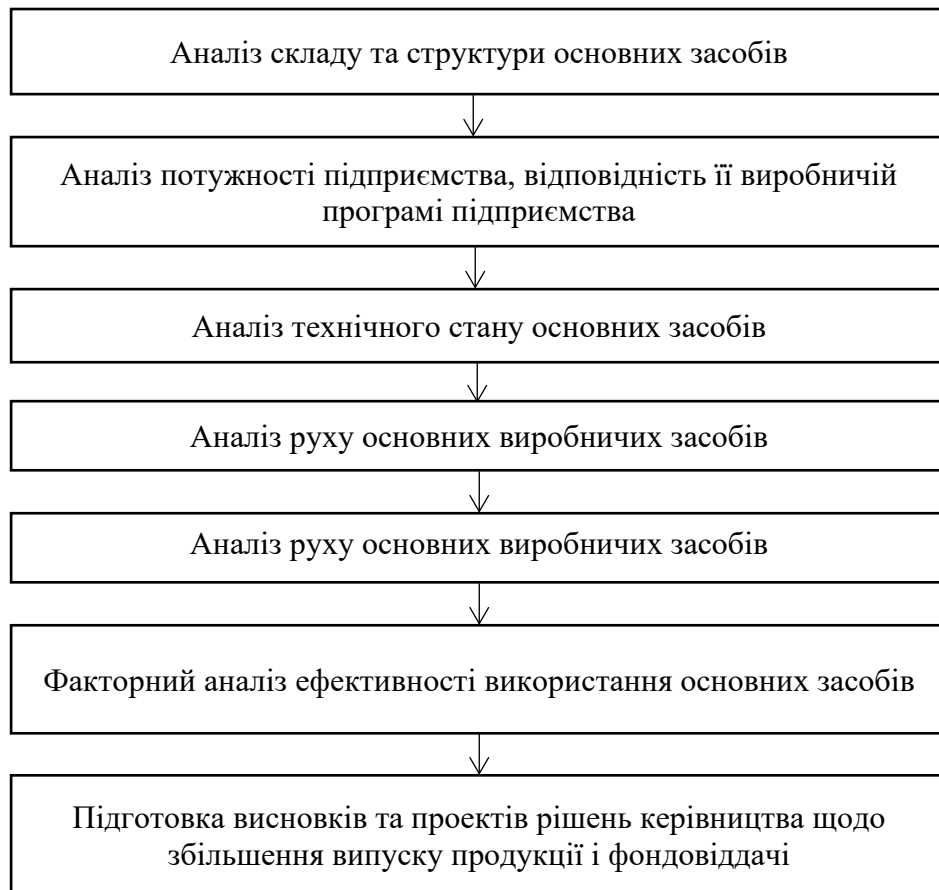 Аналіз складу та структури основних засобів
Аналіз потужності підприємства, відповідність її виробничій
програмі підприємства
Аналіз технічного стану основних засобів
Аналіз руху основних виробничих засобів
Аналіз руху основних виробничих засобів
Факторний аналіз ефективності використання основних засобів
Підготовка висновків та проектів рішень керівництва щодо
збільшення випуску продукції і фондовіддачі